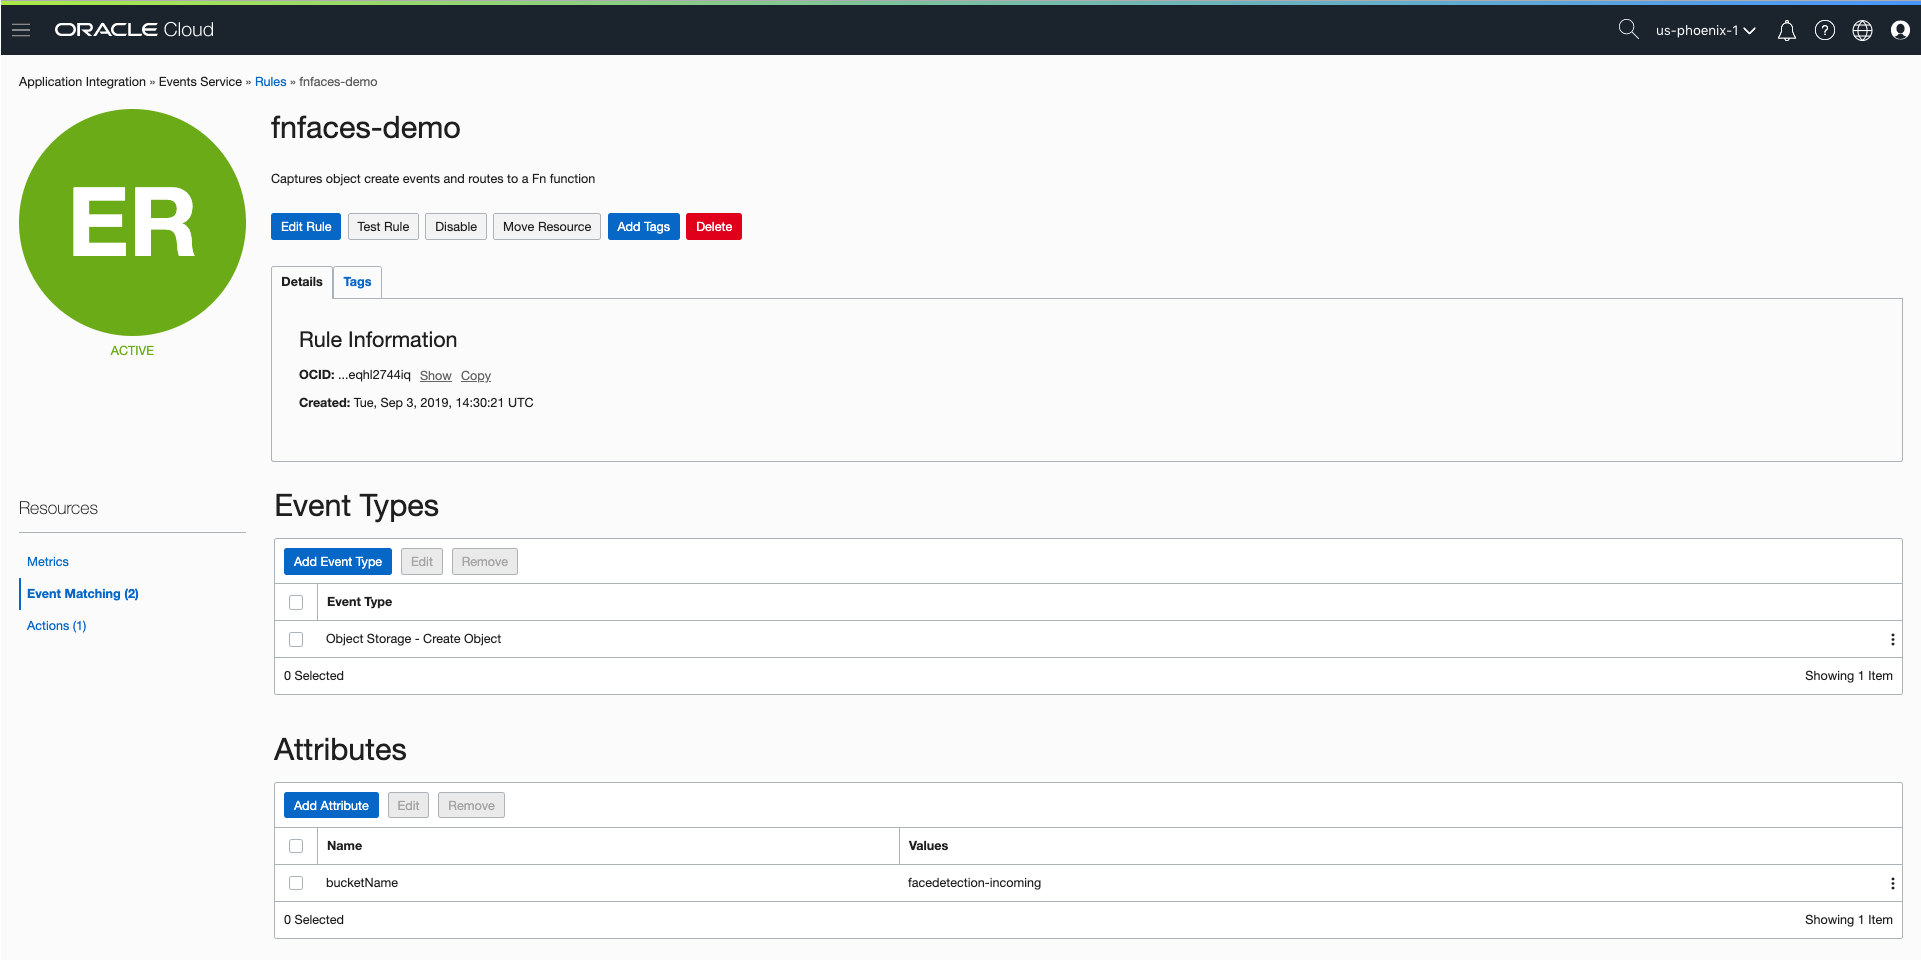 ORACLE Cloud
us-phoenix-1
Application Integration » Events Service » Rules » fnfaces-demo
ER
ACTIVE
fnfaces-demo
Captures object create events and routes to a Fn function
Edit Rule Test Rule Disable Move Resource Add Tags Delete
Details Tags
Rule Information
OCID: ...eqhl2744iq Show Copy
Created: Tue, Sep 3, 2019, 14:30:21 UTC
Resources
Metrics
Event Matching (2)
Actions (1)
Event Types
Add Event Type Edit Remove
Event Type
Object Storage - Create Object
0 Selected Showing 1 Item
Attributes
Add Attribute Edit Remove
Name Values
bucketName facedetection-incoming
0 Selected Showing 1 Item